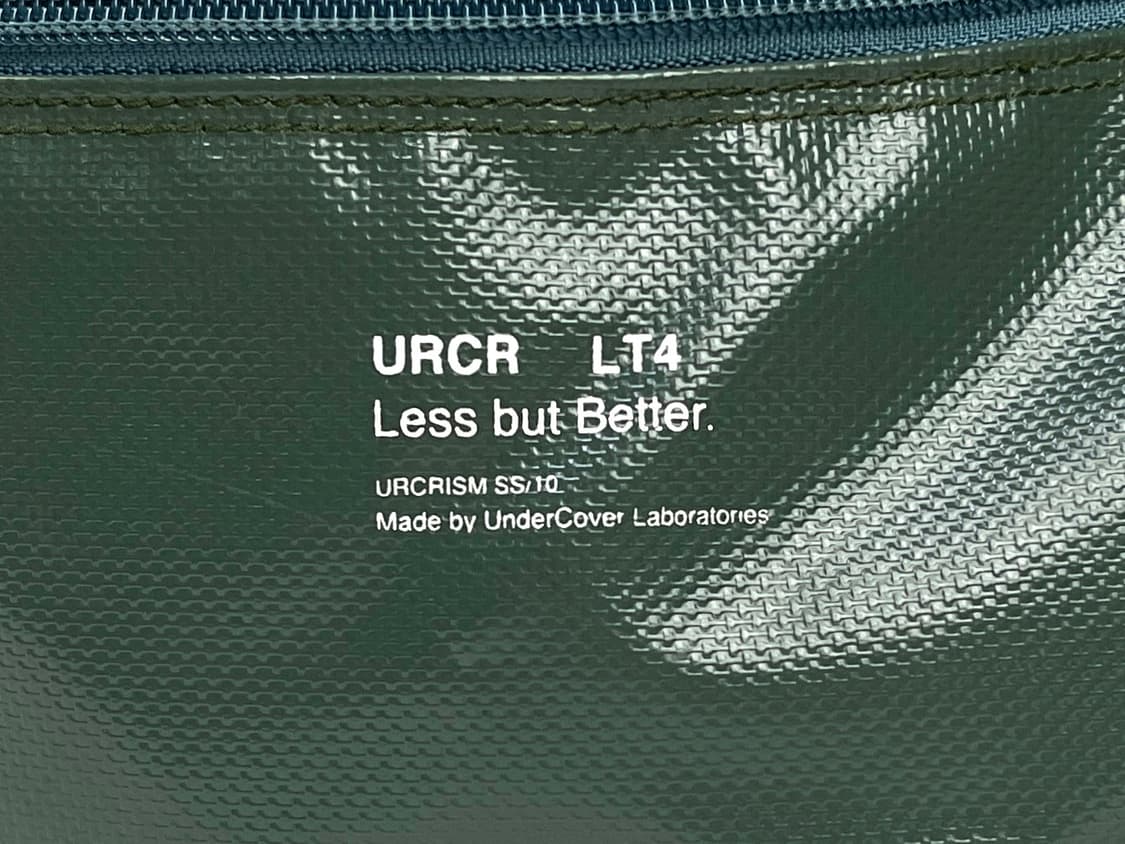 URCR LT4
Less but Better.
URCRISM SS/10
Made by UnderCover Laboratories